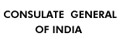 CONSULATE GENERAL
OF INDIA